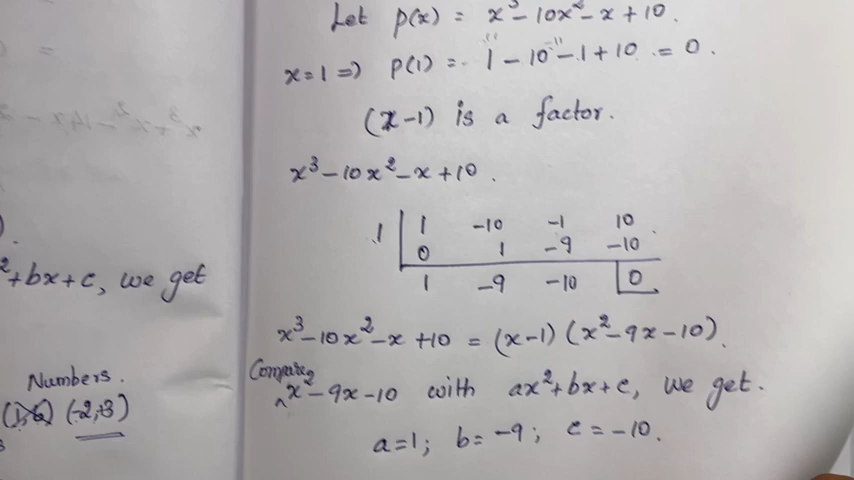 ).
²+bx+c, we get
Numbers.
(-2,-3)
Let p(x) = x³-10x²-x+10.
x=1 => p(1) = 1-10-1+10 = 0.
(x-1) is a factor.
x³-10x²-x+10.
1 | 1 -10 -1 10
0 1 -9 -10
1 -9 -10 | 0
x³-10x²-x+10 = (x-1) (x²-9x-10).
Compare
^x²-9x-10 with ax²+bx+c, we get.
a=1; b=-9; c=-10.